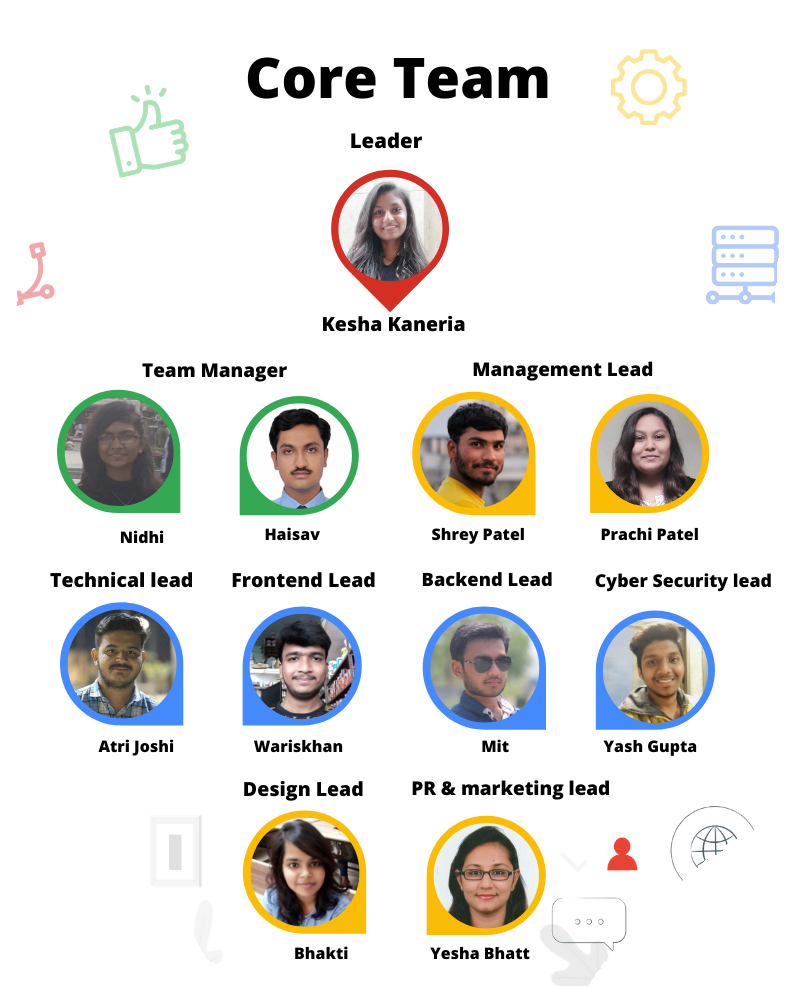 Core Team
Leader
Kesha Kaneria
Team Manager
Management Lead
Nidhi
Haisav
Shrey Patel
Prachi Patel
Technical lead
Frontend Lead
Backend Lead
Cyber Security lead
Atri Joshi
Wariskhan
Mit
Yash Gupta
Design Lead
PR & marketing lead
Bhakti
Yesha Bhatt